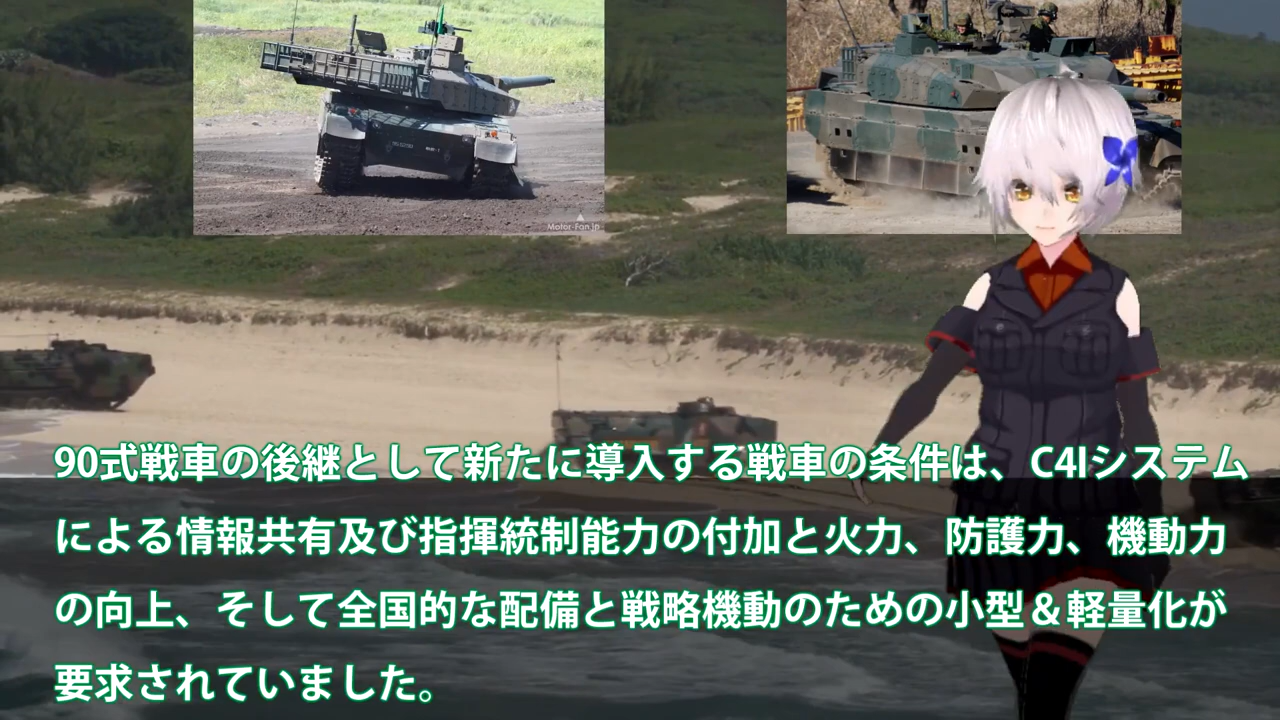 Motor-Fan.jp
90式戦車の後継として新たに導入する戦車の条件は、C4Iシステム
による情報共有及び指揮統制能力の付加と火力、防護力、機動力
の向上、そして全国的な配備と戦略機動のための小型＆軽量化が
要求されていました。